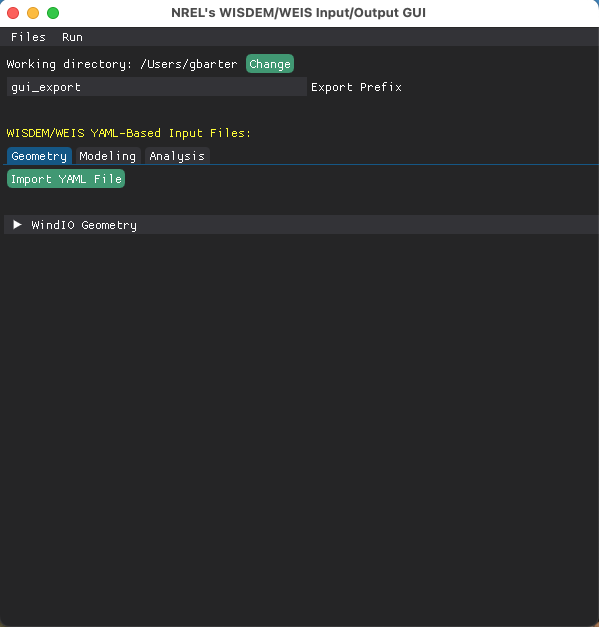 NREL's WISDEM/WEIS Input/Output GUI
Files Run
Working directory: /Users/gbarter Change
gui_export Export Prefix
WISDEM/WEIS YAML-Based Input Files:
Geometry Modeling Analysis
Import YAML File
WindIO Geometry